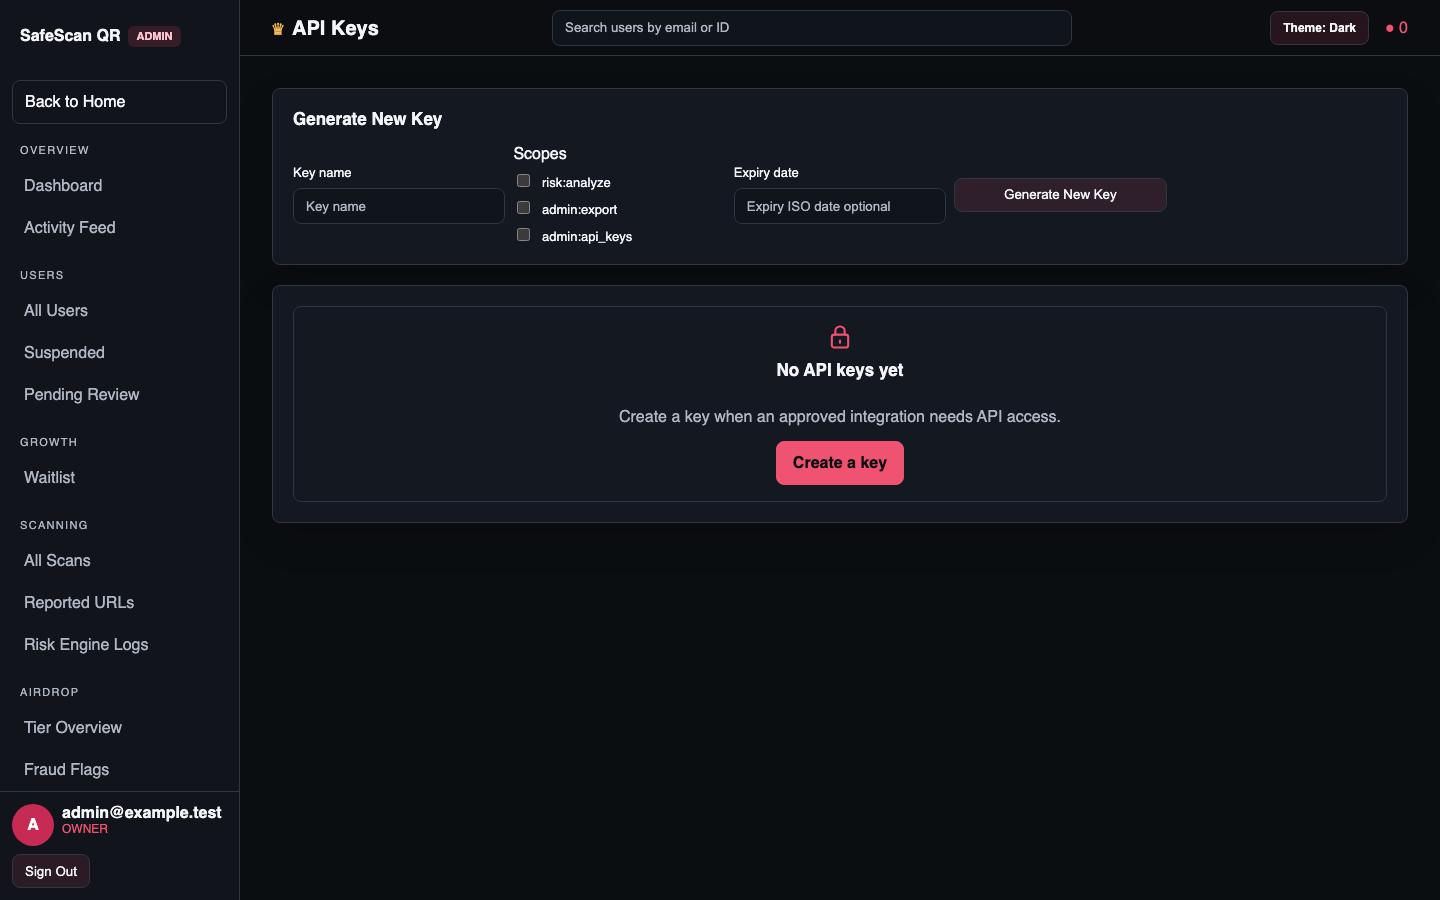 SafeScan QR ADMIN
Back to Home
OVERVIEW
Dashboard
Activity Feed
USERS
All Users
Suspended
Pending Review
GROWTH
Waitlist
SCANNING
All Scans
Reported URLs
Risk Engine Logs
AIRDROP
Tier Overview
Fraud Flags
A
admin@example.test
OWNER
Sign Out
API Keys
Search users by email or ID
Theme: Dark
0
Generate New Key
Key name
Key name
Scopes
risk:analyze
admin:export
admin:api_keys
Expiry date
Expiry ISO date optional
Generate New Key
No API keys yet
Create a key when an approved integration needs API access.
Create a key